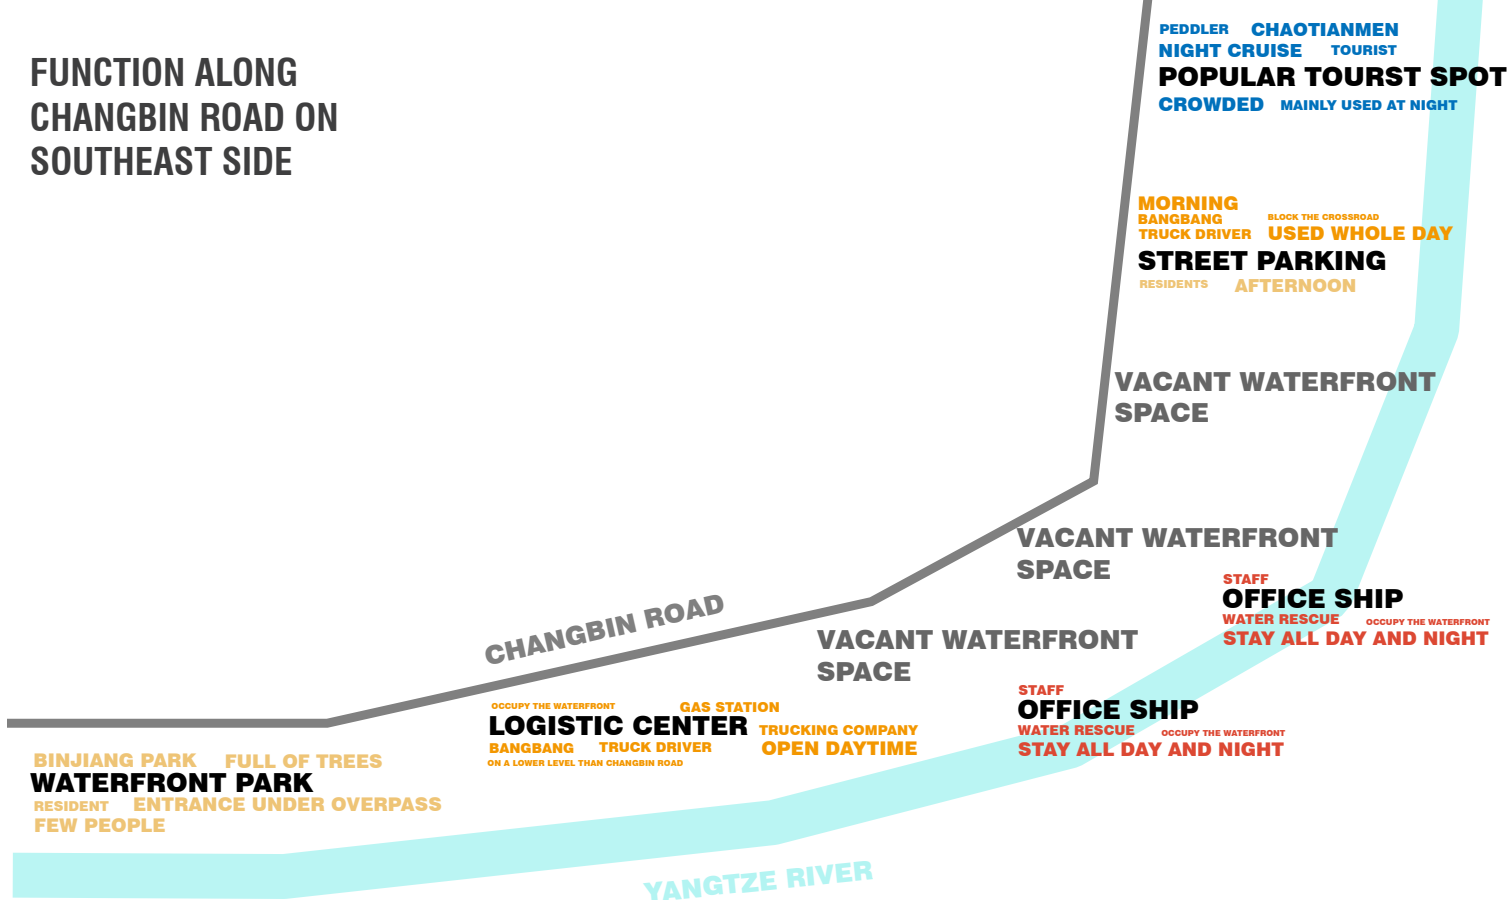 FUNCTION ALONG
CHANGBIN ROAD ON
SOUTHEAST SIDE
PEDDLER CHAOTIANMEN
NIGHT CRUISE TOURIST
POPULAR TOURST SPOT
CROWDED MAINLY USED AT NIGHT
MORNING
BANGBANG BLOCK THE CROSSROAD
TRUCK DRIVER USED WHOLE DAY
STREET PARKING
RESIDENTS AFTERNOON
VACANT WATERFRONT
SPACE
VACANT WATERFRONT
SPACE
STAFF
OFFICE SHIP
WATER RESCUE OCCUPY THE WATERFRONT
STAY ALL DAY AND NIGHT
CHANGBIN ROAD
VACANT WATERFRONT
SPACE
STAFF
OFFICE SHIP
WATER RESCUE OCCUPY THE WATERFRONT
STAY ALL DAY AND NIGHT
OCCUPY THE WATERFRONT GAS STATION
LOGISTIC CENTER TRUCKING COMPANY
BANGBANG TRUCK DRIVER OPEN DAYTIME
ON A LOWER LEVEL THAN CHANGBIN ROAD
BINJIANG PARK FULL OF TREES
WATERFRONT PARK
RESIDENT ENTRANCE UNDER OVERPASS
FEW PEOPLE
YANGTZE RIVER